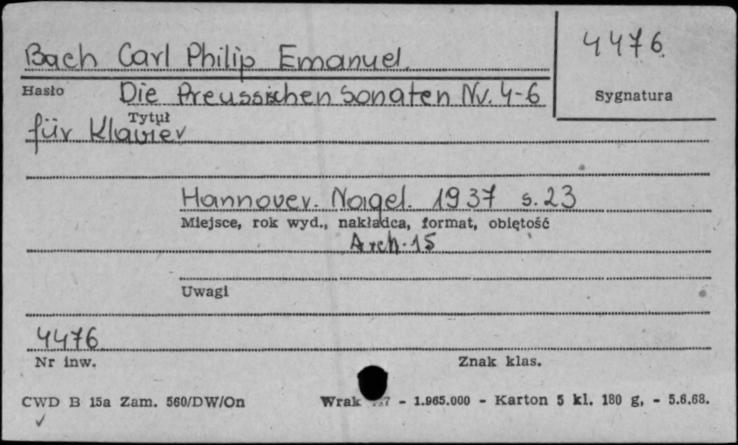 Bach Carl Philip Emanuel.
4476
Hasło
Die Preussischen Sonaten Nr. 4-6
Sygnatura
Tytuł
für Klavier
Hannover. Nagel. 1937 s. 23
Miejsce, rok wyd., nakładca, format, objętość
Arch. 15
Uwagi
4476
Nr inw.
Znak klas.
CWD B 15a Zam. 560/DW/On
Wrak - 1.965.000 - Karton 5 kl. 180 g, - 5.6.68.